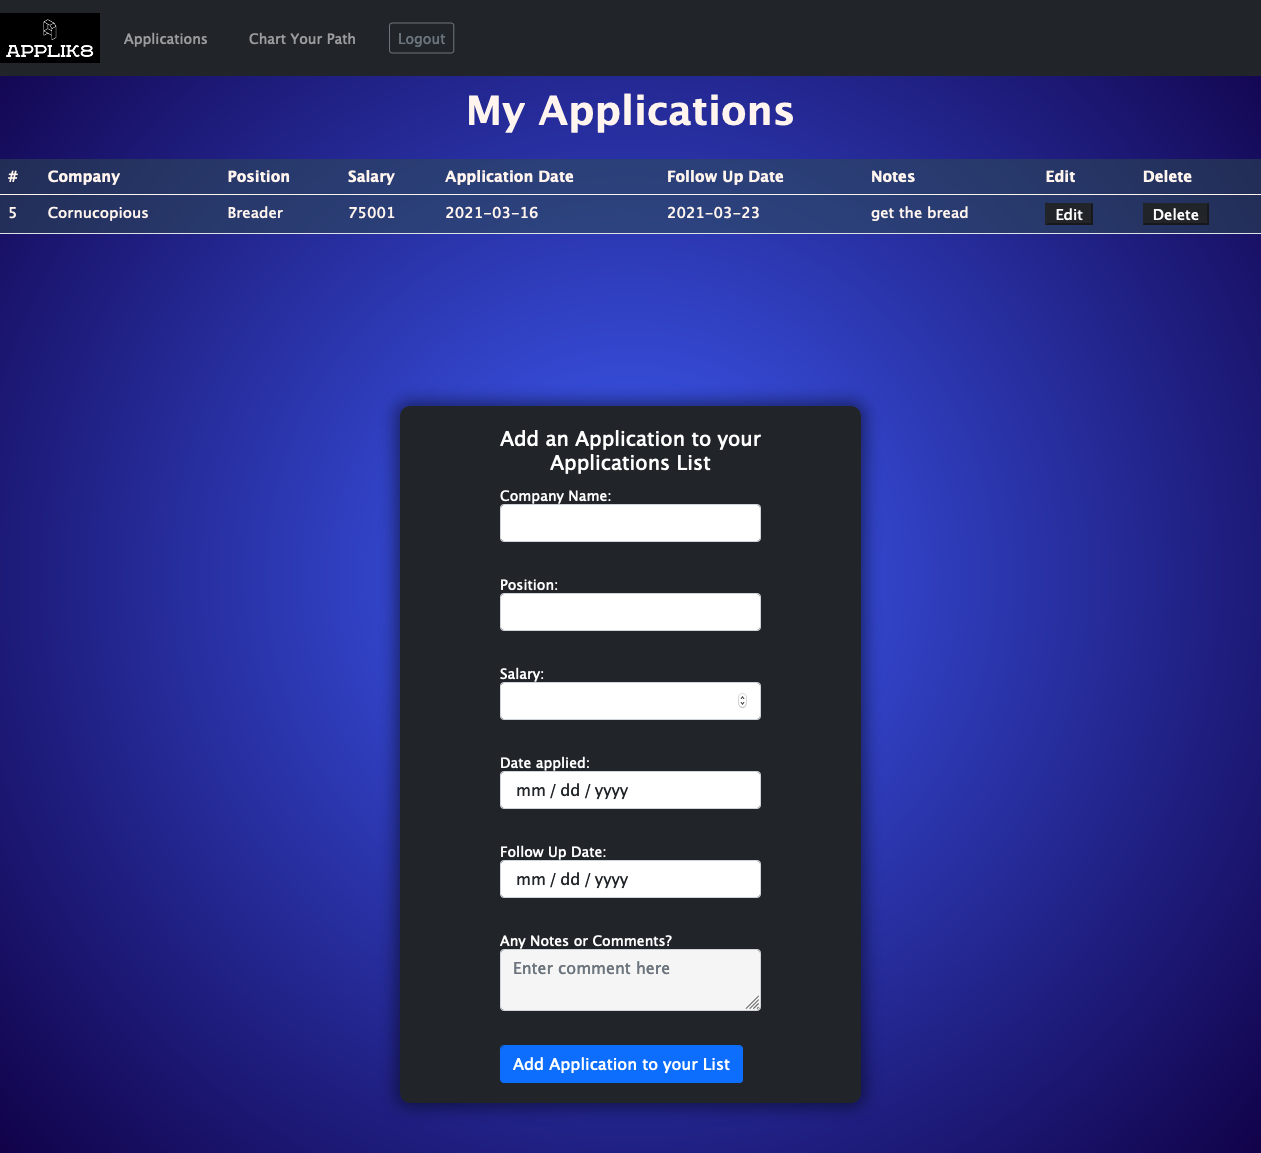 APPLIK8 Applications Chart Your Path Logout
My Applications
# Company Position Salary Application Date Follow Up Date Notes Edit Delete
5 Cornucopious Breader 75001 2021-03-16 2021-03-23 get the bread Edit Delete
Add an Application to your
Applications List
Company Name:
Position:
Salary:
Date applied:
mm / dd / yyyy
Follow Up Date:
mm / dd / yyyy
Any Notes or Comments?
Enter comment here
Add Application to your List